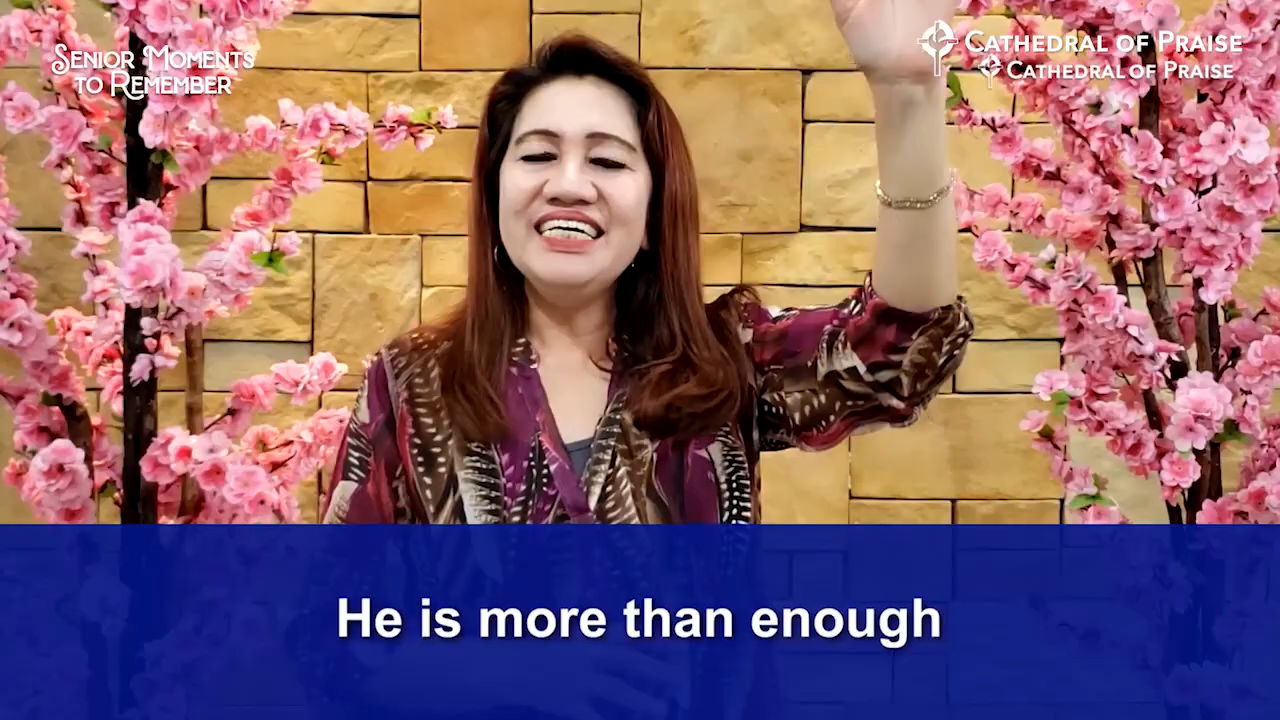 Senior Moments
to Remember
Cathedral of Praise
Cathedral of Praise
He is more than enough